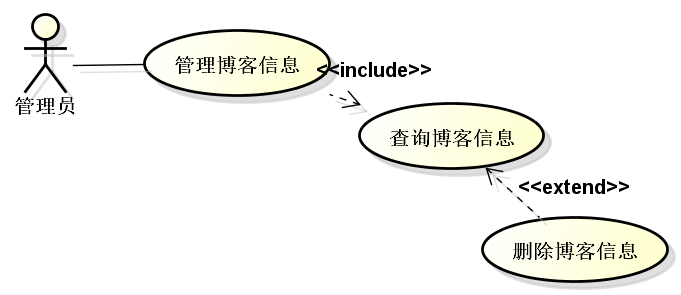 管理博客信息
<<include>>
管理员
查询博客信息
<<extend>>
删除博客信息